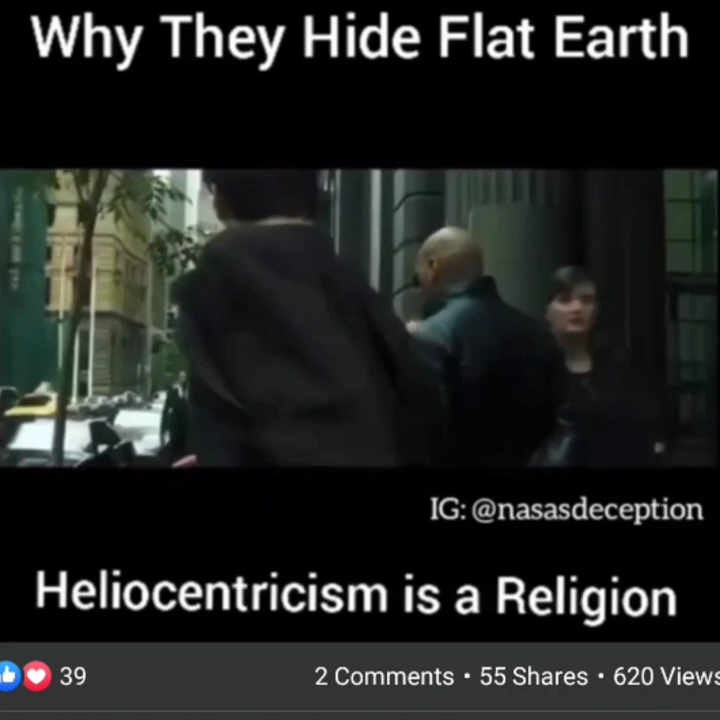 Why They Hide Flat Earth
IG: @nasasdeception
Heliocentricism is a Religion
39
2 Comments • 55 Shares • 620 Views